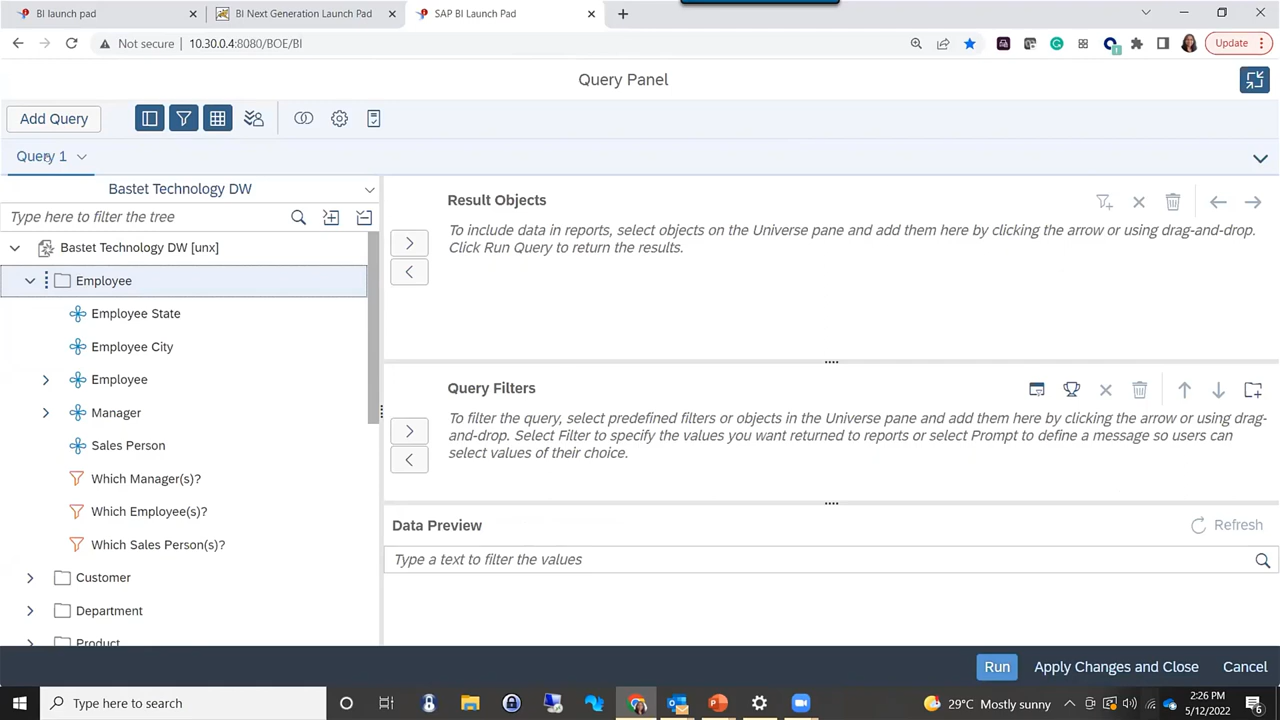 BI launch pad
BI Next Generation Launch Pad
SAP BI Launch Pad
Not secure
10.30.0.4:8080/BOE/BI
Update
Query Panel
Add Query
Query 1
Bastet Technology DW
Type here to filter the tree
Bastet Technology DW [unx]
Employee
Employee State
Employee City
Employee
Manager
Sales Person
Which Manager(s)?
Which Employee(s)?
Which Sales Person(s)?
Customer
Department
Product
Result Objects
To include data in reports, select objects on the Universe pane and add them here by clicking the arrow or using drag-and-drop.
Click Run Query to return the results.
Query Filters
To filter the query, select predefined filters or objects in the Universe pane and add them here by clicking the arrow or using drag-
and-drop. Select Filter to specify the values you want returned to reports or select Prompt to define a message so users can
select values of their choice.
Data Preview
Refresh
Type a text to filter the values
Run
Apply Changes and Close
Cancel
Type here to search
29°C Mostly sunny
2:26 PM
5/12/2022
6